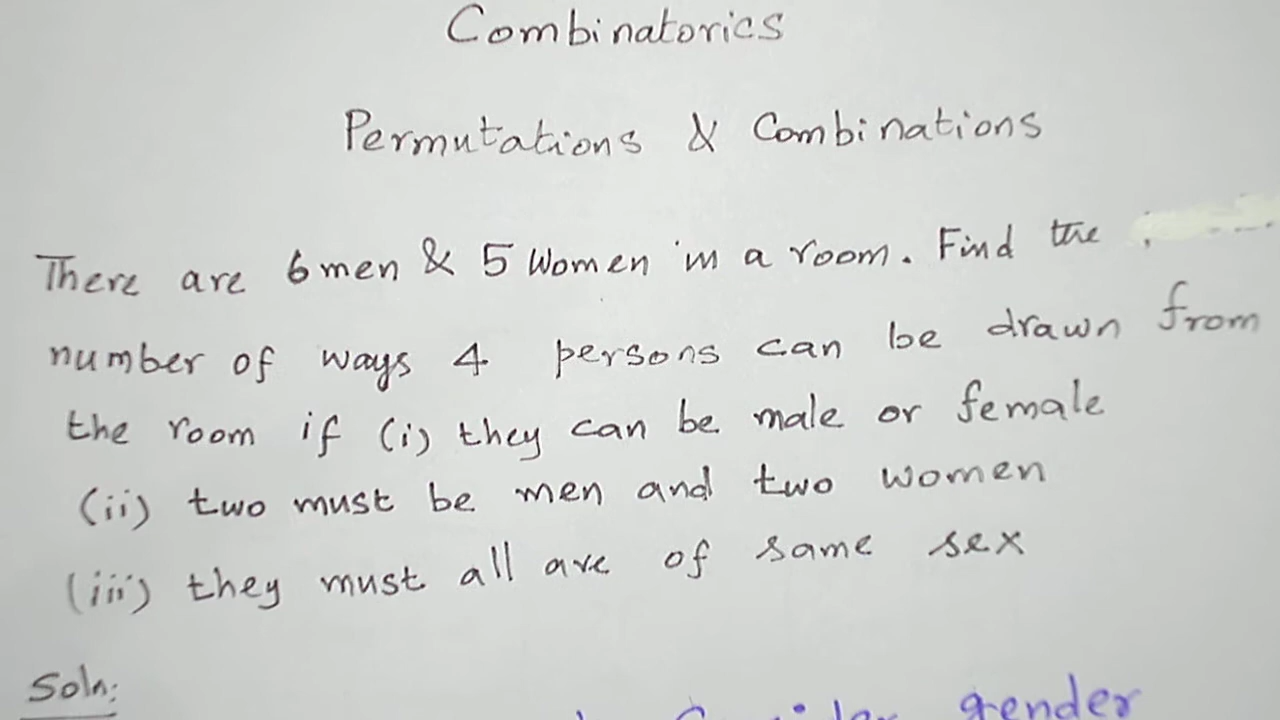 Combinatorics
Permutations & Combinations
There are 6 men & 5 Women in a room. Find the
number of ways 4 persons can be drawn from
the room if (i) they can be male or female
(ii) two must be men and two women
(iii) they must all are of same sex
Soln:
gender